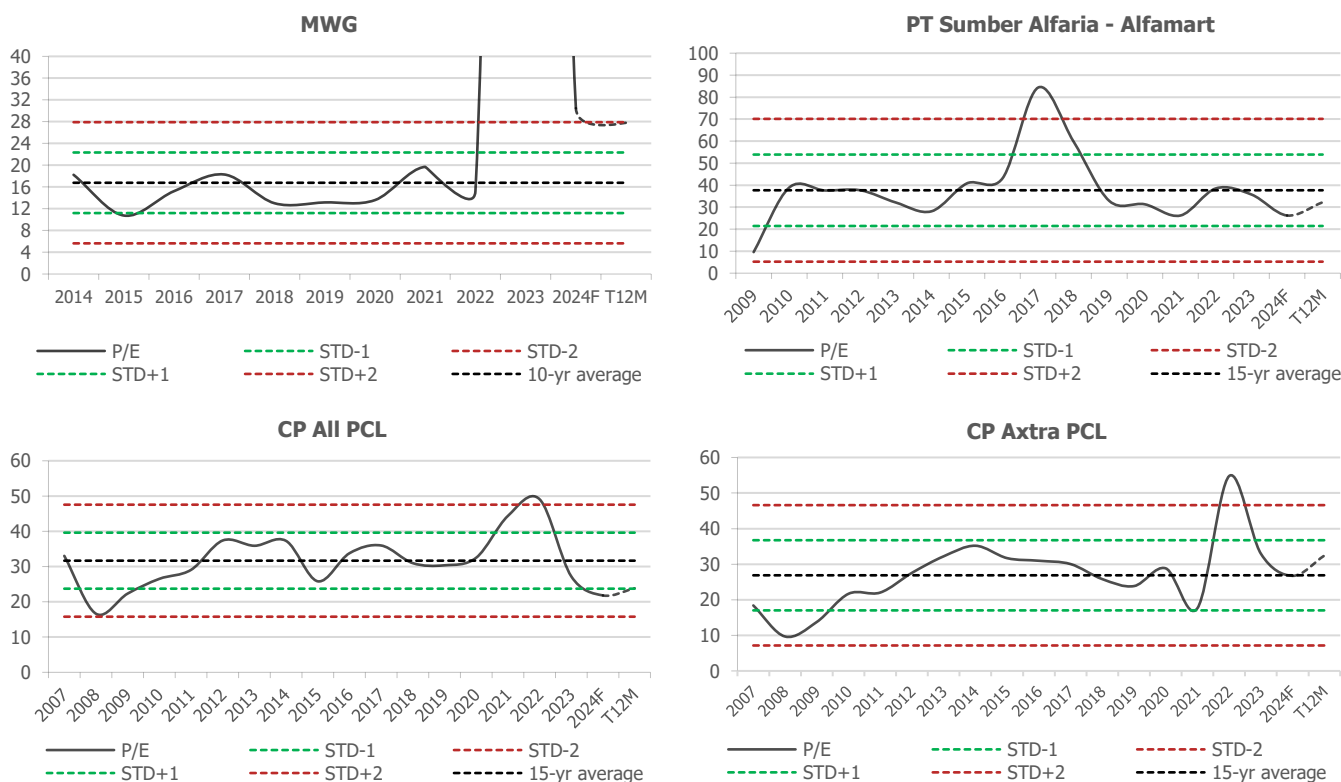 MWG
40
36
32
28
24
20
16
12
8
4
0
2014 2015 2016 2017 2018 2019 2020 2021 2022 2023 2024F T12M
P/E STD-1 STD-2
STD+1 STD+2 10-yr average
PT Sumber Alfaria - Alfamart
100
90
80
70
60
50
40
30
20
10
0
2009 2010 2011 2012 2013 2014 2015 2016 2017 2018 2019 2020 2021 2022 2023 2024F T12M
P/E STD-1 STD-2
STD+1 STD+2 15-yr average
CP All PCL
60
50
40
30
20
10
0
2007 2008 2009 2010 2011 2012 2013 2014 2015 2016 2017 2018 2019 2020 2021 2022 2023 2024F T12M
P/E STD-1 STD-2
STD+1 STD+2 15-yr average
CP Axtra PCL
60
50
40
30
20
10
0
2007 2008 2009 2010 2011 2012 2013 2014 2015 2016 2017 2018 2019 2020 2021 2022 2023 2024F T12M
P/E STD-1 STD-2
STD+1 STD+2 15-yr average